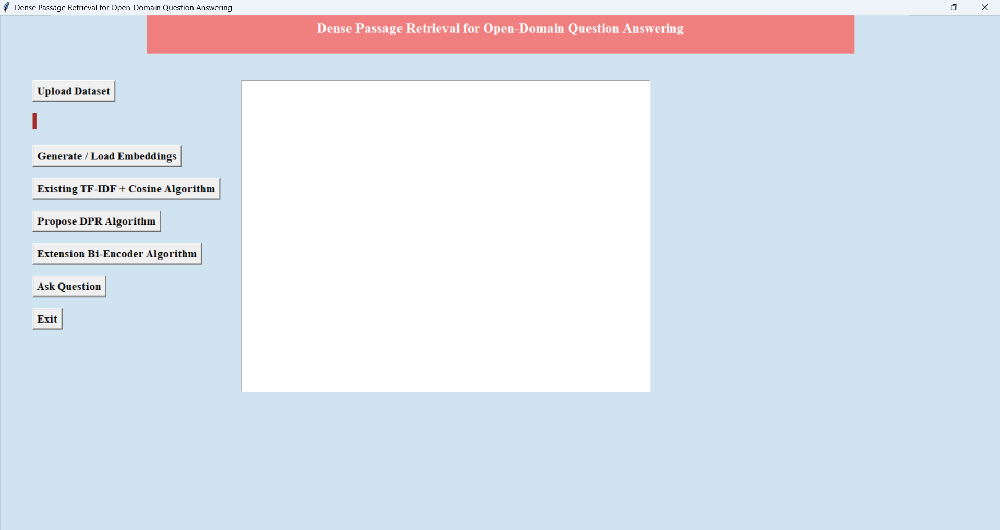 Dense Passage Retrieval for Open-Domain Question Answering
Dense Passage Retrieval for Open-Domain Question Answering
Upload Dataset
Generate / Load Embeddings
Existing TF-IDF + Cosine Algorithm
Propose DPR Algorithm
Extension Bi-Encoder Algorithm
Ask Question
Exit